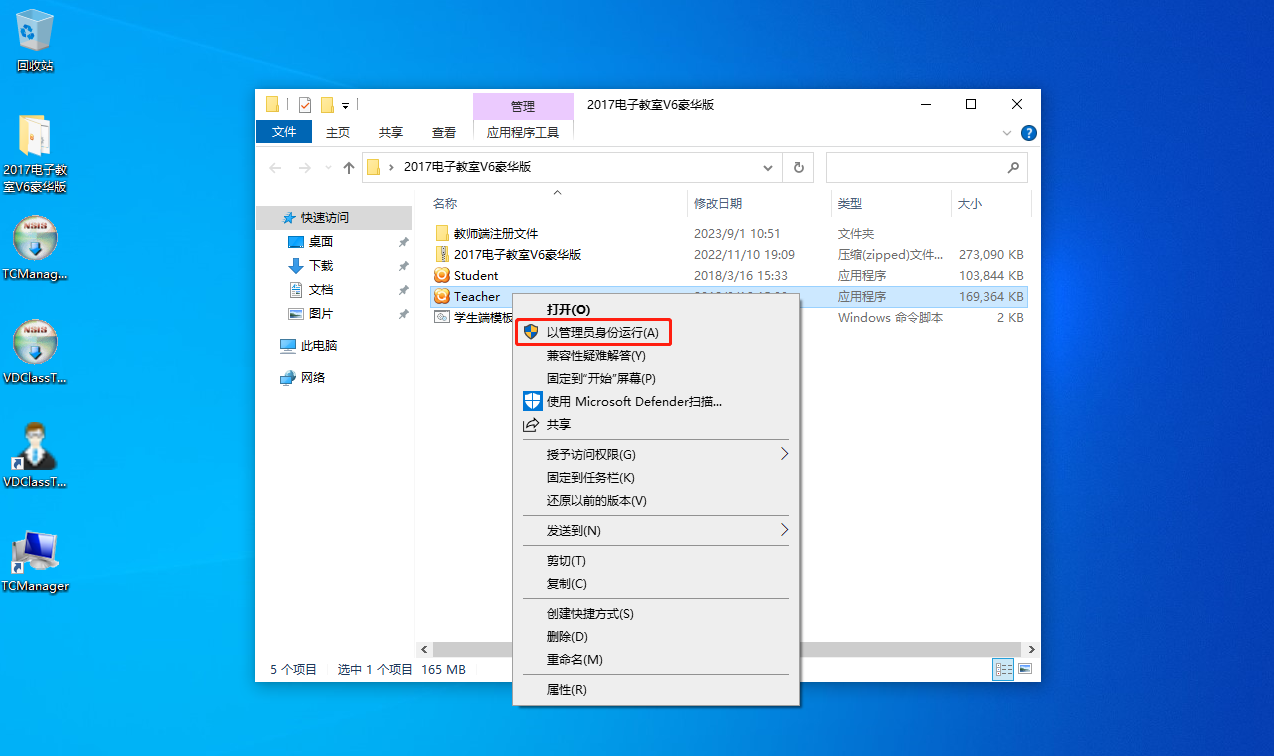 回收站
2017电子教
室V6豪华版
TCManag...
VDClassT...
VDClassT...
TCManager
管理
2017电子教室V6豪华版
文件
主页
共享
查看
应用程序工具
2017电子教室V6豪华版
名称
修改日期
类型
大小
快速访问
桌面
下载
文档
图片
此电脑
网络
教师端注册文件 2023/9/1 10:51 文件夹
2017电子教室V6豪华版 2022/11/10 19:09 压缩(zipped)文件... 273,090 KB
Student 2018/3/16 15:33 应用程序 103,844 KB
Teacher 应用程序 169,364 KB
学生端模板 Windows 命令脚本 2 KB
打开(O)
以管理员身份运行(A)
兼容性疑难解答(Y)
固定到“开始”屏幕(P)
使用 Microsoft Defender扫描...
共享
授予访问权限(G)
固定到任务栏(K)
还原以前的版本(V)
发送到(N)
剪切(T)
复制(C)
创建快捷方式(S)
删除(D)
重命名(M)
属性(R)
5 个项目
选中 1 个项目 165 MB